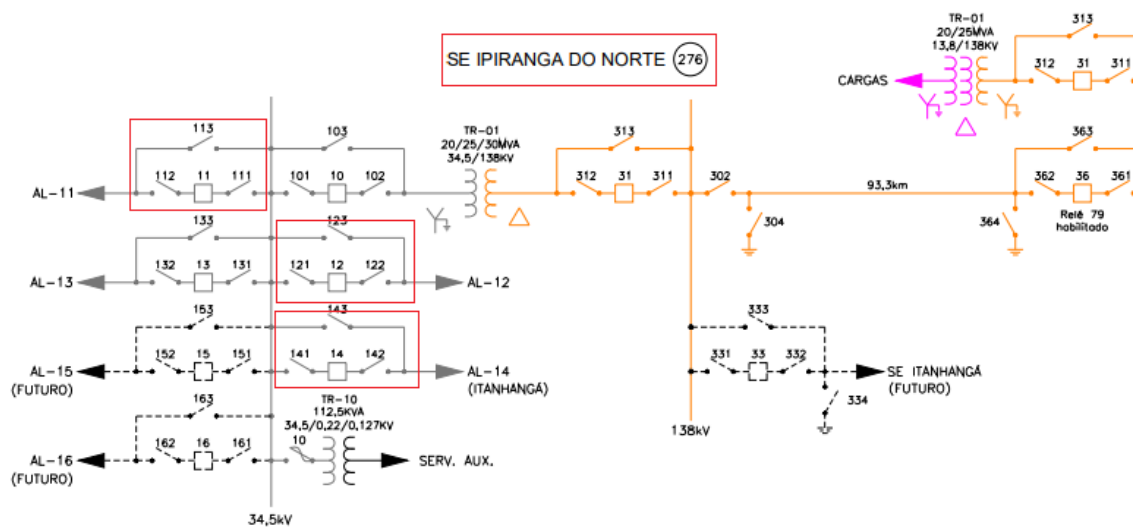 SE IPIRANGA DO NORTE 276
TR-01
20/25MVA
13,8/138KV
CARGAS
313
312 31 311
113
112 11 111
AL-11
103
101 10 102
TR-01
20/25/30MVA
34,5/138KV
313
312 31 311
302
93,3km
304
364
363
362 36 361
Relé 79
habilitado
133
132 13 131
AL-13
123
121 12 122
AL-12
153
152 15 151
AL-15
(FUTURO)
143
141 14 142
AL-14
(ITANHANGÁ)
163
162 16 161
AL-16
(FUTURO)
TR-10
112,5KVA
34,5/0,22/0,127KV
10
SERV. AUX.
34,5kV
333
331 33 332
SE ITANHANGÁ
(FUTURO)
334
138kV